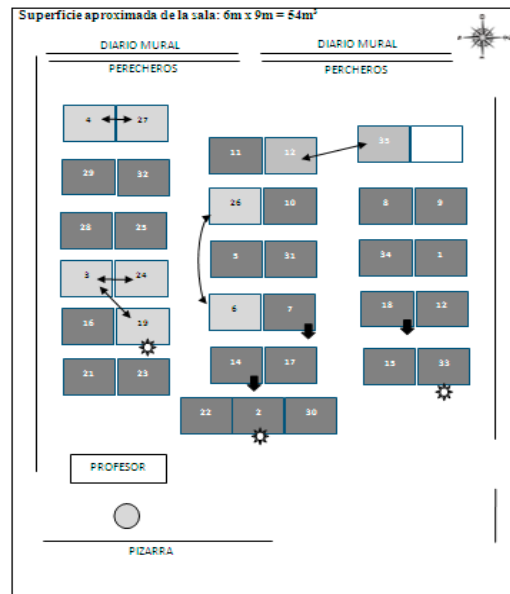 Superficie aproximada de la sala: 6m x 9m = 54m²
DIARIO MURAL DIARIO MURAL
PERECHEROS PERCHEROS
4 27 35
11 12
29 32
26 10 8 9
28 25
5 31 34 1
3 24
6 7 18 12
16 19
14 17 15 33
21 23
22 2 30
PROFESOR
PIZARRA